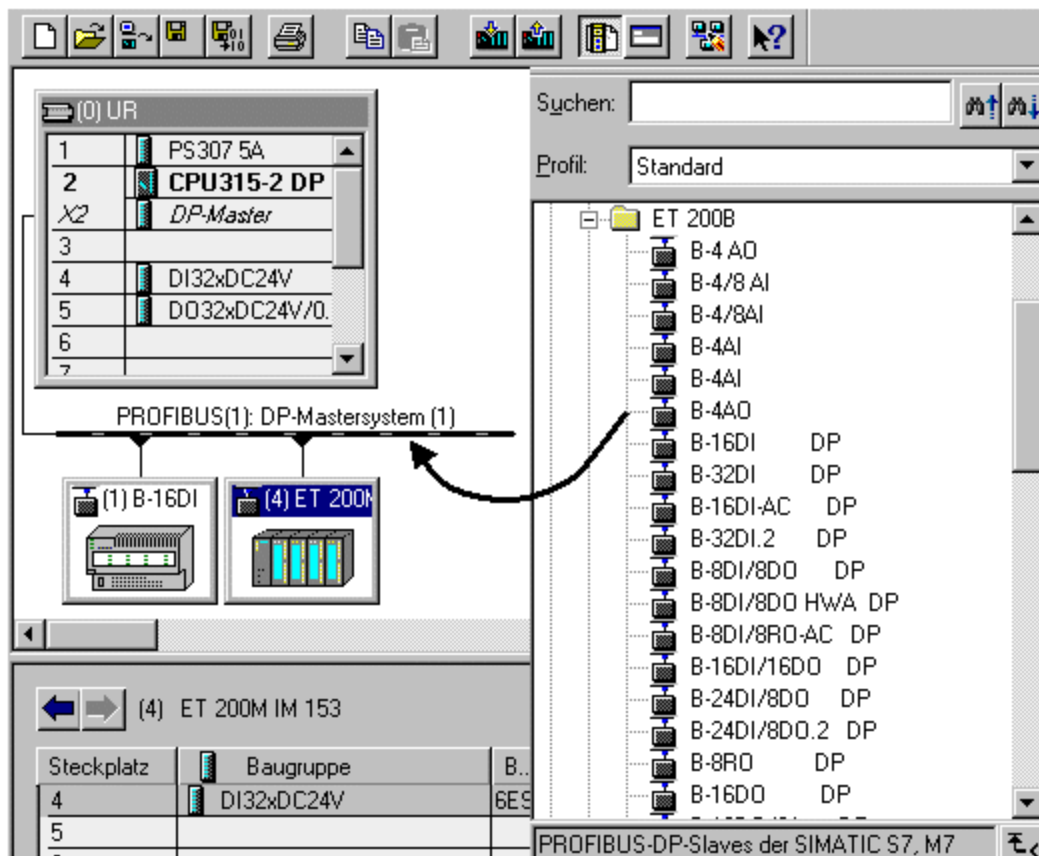 (0) UR
1 PS307 5A
2 CPU315-2 DP
X2 DP-Master
3
4 DI32xDC24V
5 DO32xDC24V/0.
6
7
PROFIBUS(1): DP-Mastersystem (1)
(1) B-16DI
(4) ET 200M
(4) ET 200M IM 153
Steckplatz Baugruppe B...
4 DI32xDC24V 6ES
5
Suchen:
Profil: Standard
ET 200B
B-4 AO
B-4/8 AI
B-4/8AI
B-4AI
B-4AI
B-4AO
B-16DI DP
B-32DI DP
B-16DI-AC DP
B-32DI.2 DP
B-8DI/8DO DP
B-8DI/8DO HWA DP
B-8DI/8RO-AC DP
B-16DI/16DO DP
B-24DI/8DO DP
B-24DI/8DO.2 DP
B-8RO DP
B-16DO DP
PROFIBUS-DP-Slaves der SIMATIC S7, M7